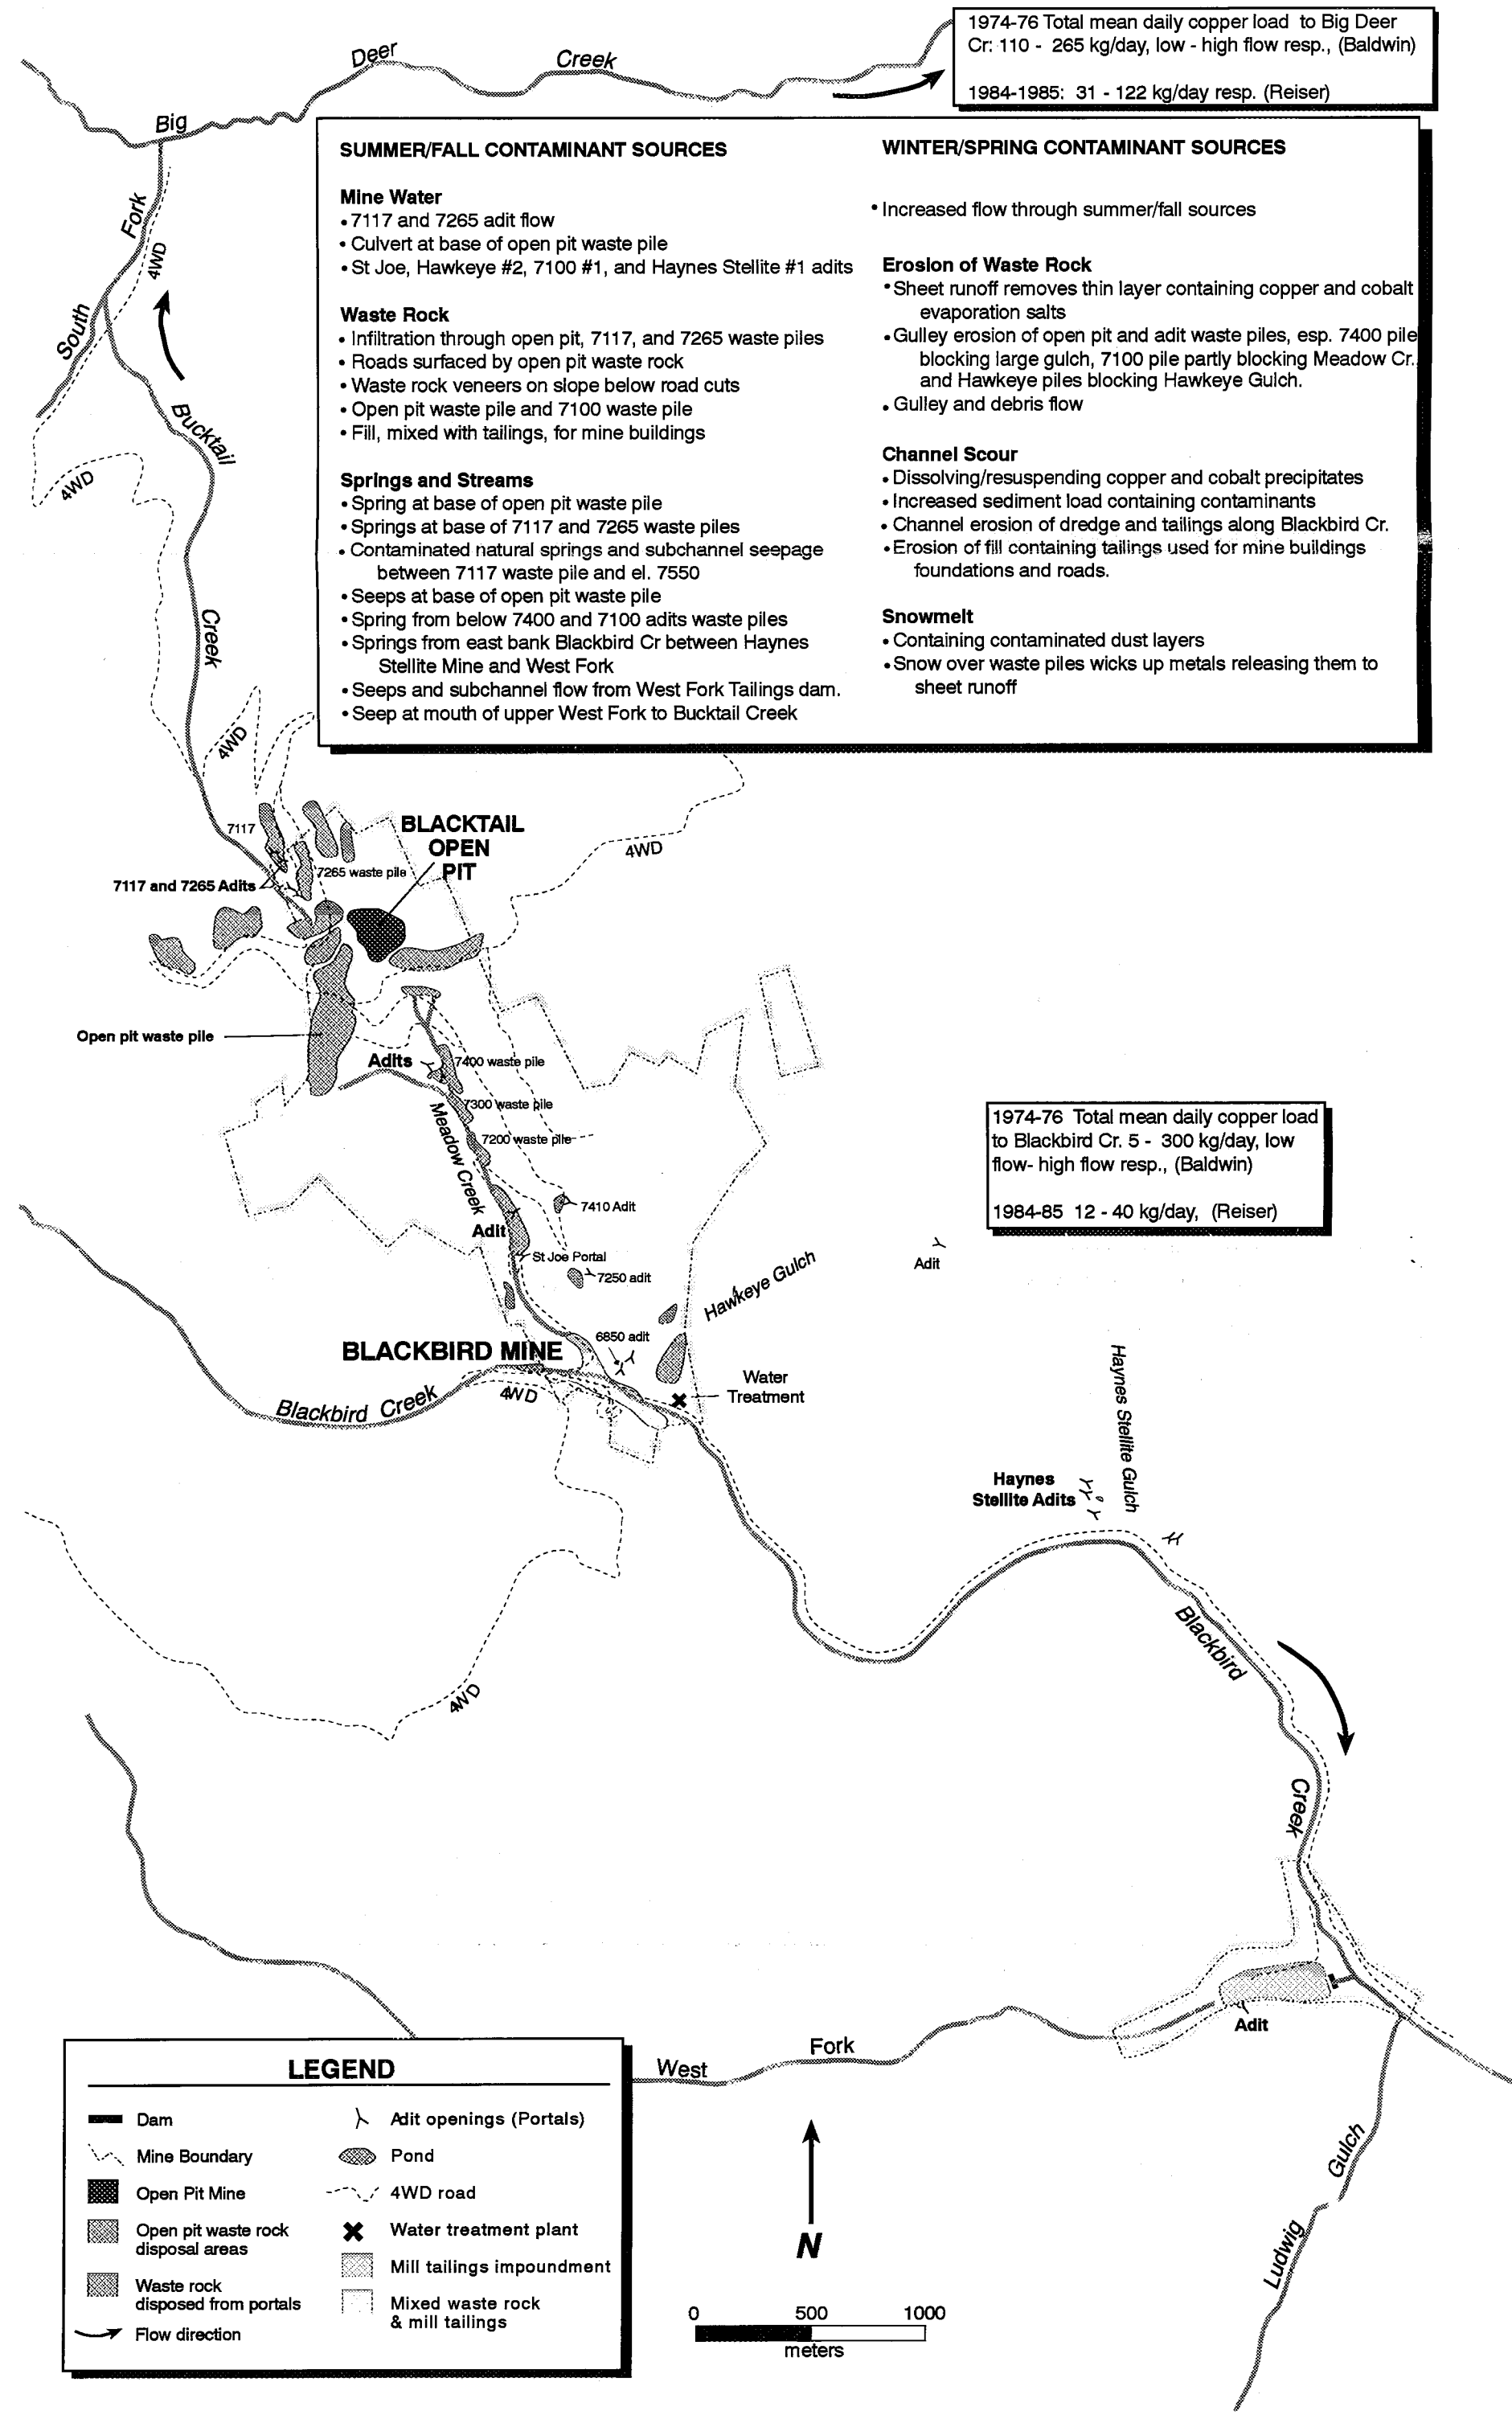 1974-76 Total mean daily copper load to Big Deer
Cr: 110 - 265 kg/day, low - high flow resp., (Baldwin)
1984-1985: 31 - 122 kg/day resp. (Reiser)
Big
Deer
Creek
SUMMER/FALL CONTAMINANT SOURCES
Mine Water
• 7117 and 7265 adit flow
• Culvert at base of open pit waste pile
• St Joe, Hawkeye #2, 7100 #1, and Haynes Stellite #1 adits
Waste Rock
• Infiltration through open pit, 7117, and 7265 waste piles
• Roads surfaced by open pit waste rock
• Waste rock veneers on slope below road cuts
• Open pit waste pile and 7100 waste pile
• Fill, mixed with tailings, for mine buildings
Springs and Streams
• Spring at base of open pit waste pile
• Springs at base of 7117 and 7265 waste piles
• Contaminated natural springs and subchannel seepage
between 7117 waste pile and el. 7550
• Seeps at base of open pit waste pile
• Spring from below 7400 and 7100 adits waste piles
• Springs from east bank Blackbird Cr between Haynes
Stellite Mine and West Fork
• Seeps and subchannel flow from West Fork Tailings dam.
• Seep at mouth of upper West Fork to Bucktail Creek
WINTER/SPRING CONTAMINANT SOURCES
• Increased flow through summer/fall sources
Erosion of Waste Rock
• Sheet runoff removes thin layer containing copper and cobalt
evaporation salts
• Gulley erosion of open pit and adit waste piles, esp. 7400 pile
blocking large gulch, 7100 pile partly blocking Meadow Cr.
and Hawkeye piles blocking Hawkeye Gulch.
• Gulley and debris flow
Channel Scour
• Dissolving/resuspending copper and cobalt precipitates
• Increased sediment load containing contaminants
• Channel erosion of dredge and tailings along Blackbird Cr.
• Erosion of fill containing tailings used for mine buildings
foundations and roads.
Snowmelt
• Containing contaminated dust layers
• Snow over waste piles wicks up metals releasing them to
sheet runoff
South
Fork
4WD
Bucktail
Creek
4WD
4WD
4WD
7117
BLACKTAIL
OPEN
PIT
7265 waste pile
7117 and 7265 Adits
Open pit waste pile
Adits
7400 waste pile
7300 waste pile
7200 waste pile
Meadow Creek
7410 Adit
Adit
St Joe Portal
7250 adit
Hawkeye Gulch
Adit
1974-76 Total mean daily copper load
to Blackbird Cr. 5 - 300 kg/day, low
flow- high flow resp., (Baldwin)
1984-85 12 - 40 kg/day, (Reiser)
6850 adit
BLACKBIRD MINE
Water
Treatment
4WD
Blackbird Creek
Haynes Stellite Gulch
Haynes
Stellite Adits
Blackbird
Creek
4WD
Adit
West
Fork
Ludwig
Gulch
LEGEND
Dam
Mine Boundary
Open Pit Mine
Open pit waste rock
disposal areas
Waste rock
disposed from portals
Flow direction
Adit openings (Portals)
Pond
4WD road
Water treatment plant
Mill tailings impoundment
Mixed waste rock
& mill tailings
N
0 500 1000
meters